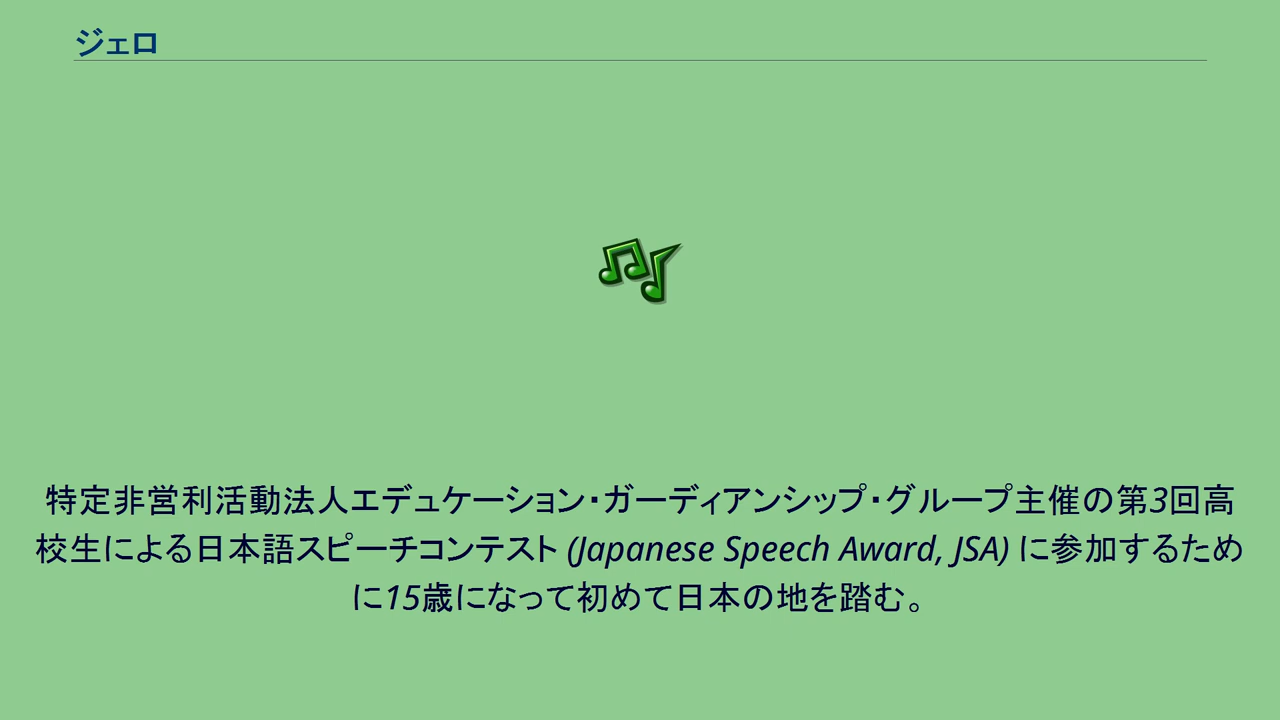 ジェロ
特定非営利活動法人エデュケーション・ガーディアンシップ・グループ主催の第3回高
校生による日本語スピーチコンテスト (Japanese Speech Award, JSA) に参加するため
に15歳になって初めて日本の地を踏む。